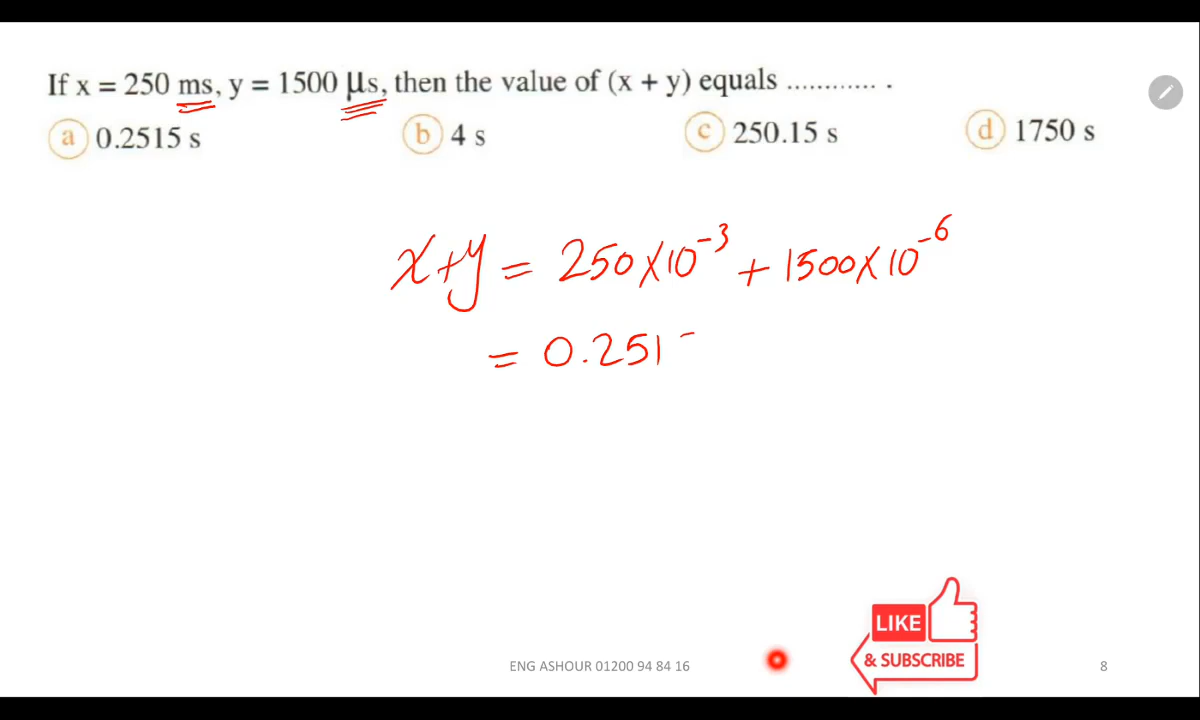 If x = 250 ms, y = 1500 μs, then the value of (x + y) equals ............ .
a 0.2515 s b 4 s c 250.15 s d 1750 s
x+y = 250×10⁻³ + 1500×10⁻⁶
= 0.251
LIKE
& SUBSCRIBE
ENG ASHOUR 01200 94 84 16
8